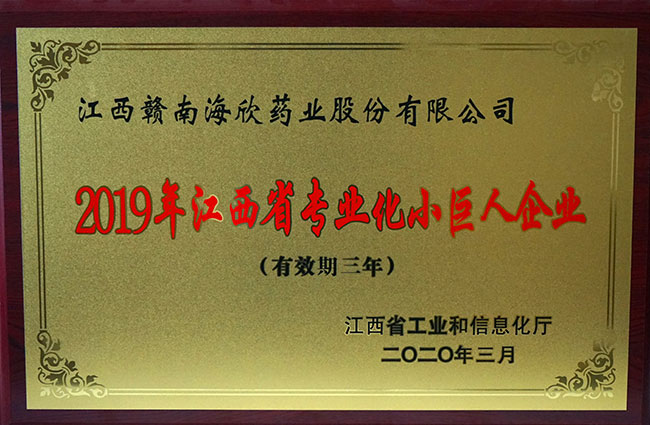 江西赣南海欣药业股份有限公司
2019年江西省专业化小巨人企业
（有效期三年）
江西省工业和信息化厅
二〇二〇年三月